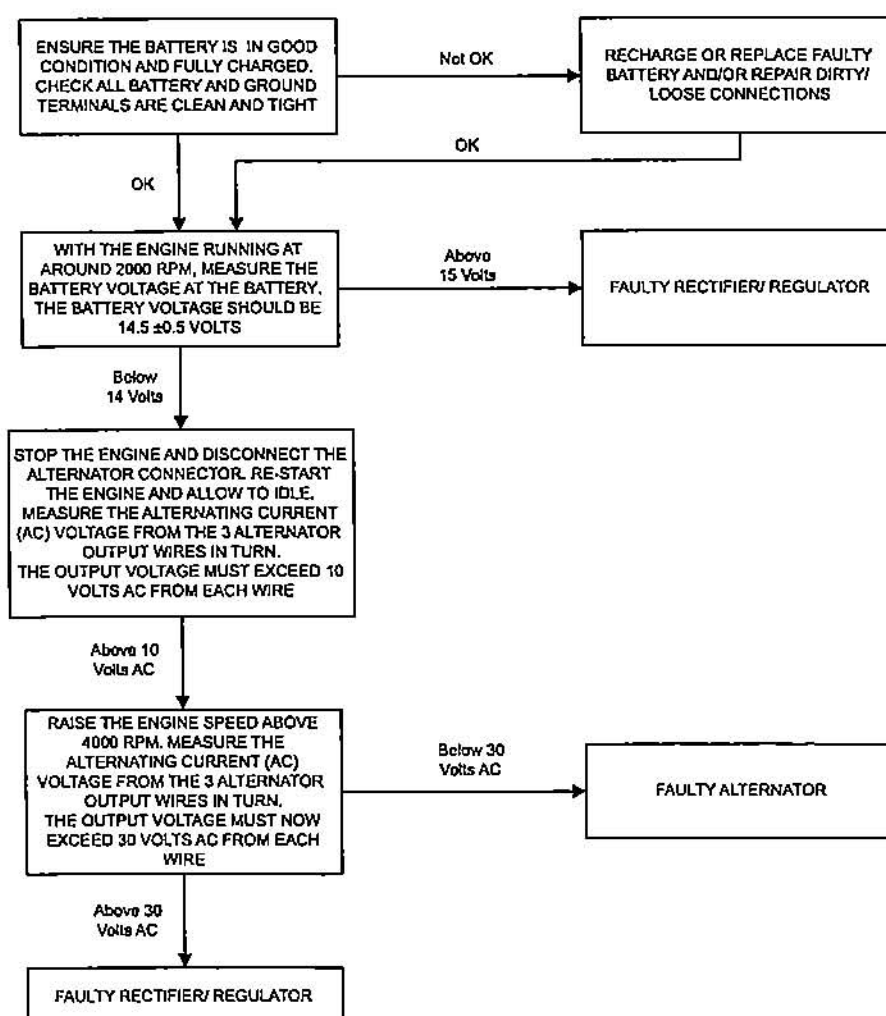 ENSURE THE BATTERY IS IN GOOD
CONDITION AND FULLY CHARGED.
CHECK ALL BATTERY AND GROUND
TERMINALS ARE CLEAN AND TIGHT
Not OK
RECHARGE OR REPLACE FAULTY
BATTERY AND/OR REPAIR DIRTY/
LOOSE CONNECTIONS
OK
OK
WITH THE ENGINE RUNNING AT
AROUND 2000 RPM, MEASURE THE
BATTERY VOLTAGE AT THE BATTERY.
THE BATTERY VOLTAGE SHOULD BE
14.5 ±0.5 VOLTS
Above
15 Volts
FAULTY RECTIFIER/ REGULATOR
Below
14 Volts
STOP THE ENGINE AND DISCONNECT THE
ALTERNATOR CONNECTOR. RE-START
THE ENGINE AND ALLOW TO IDLE.
MEASURE THE ALTERNATING CURRENT
(AC) VOLTAGE FROM THE 3 ALTERNATOR
OUTPUT WIRES IN TURN.
THE OUTPUT VOLTAGE MUST EXCEED 10
VOLTS AC FROM EACH WIRE
Above 10
Volts AC
RAISE THE ENGINE SPEED ABOVE
4000 RPM. MEASURE THE
ALTERNATING CURRENT (AC)
VOLTAGE FROM THE 3 ALTERNATOR
OUTPUT WIRES IN TURN.
THE OUTPUT VOLTAGE MUST NOW
EXCEED 30 VOLTS AC FROM EACH
WIRE
Below 30
Volts AC
FAULTY ALTERNATOR
Above 30
Volts AC
FAULTY RECTIFIER/ REGULATOR